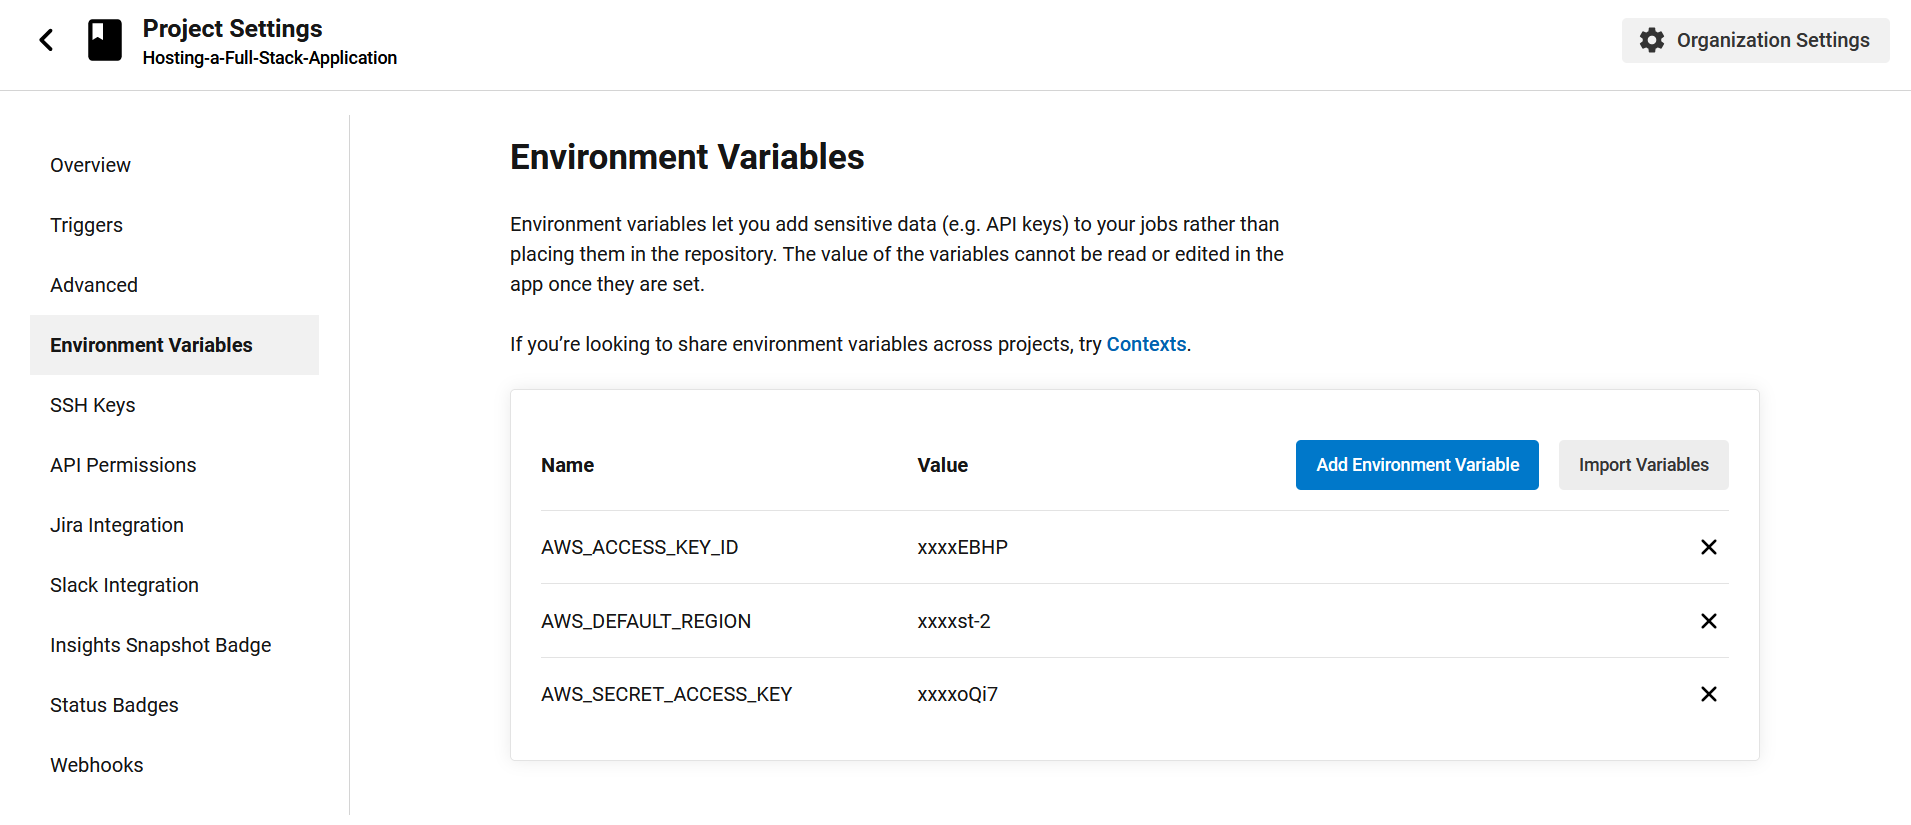 Project Settings
Hosting-a-Full-Stack-Application
Organization Settings
Overview
Triggers
Advanced
Environment Variables
SSH Keys
API Permissions
Jira Integration
Slack Integration
Insights Snapshot Badge
Status Badges
Webhooks
Environment Variables
Environment variables let you add sensitive data (e.g. API keys) to your jobs rather than
placing them in the repository. The value of the variables cannot be read or edited in the
app once they are set.
If you’re looking to share environment variables across projects, try Contexts.
Name Value Add Environment Variable Import Variables
AWS_ACCESS_KEY_ID xxxxEBHP
AWS_DEFAULT_REGION xxxxst-2
AWS_SECRET_ACCESS_KEY xxxxoQi7